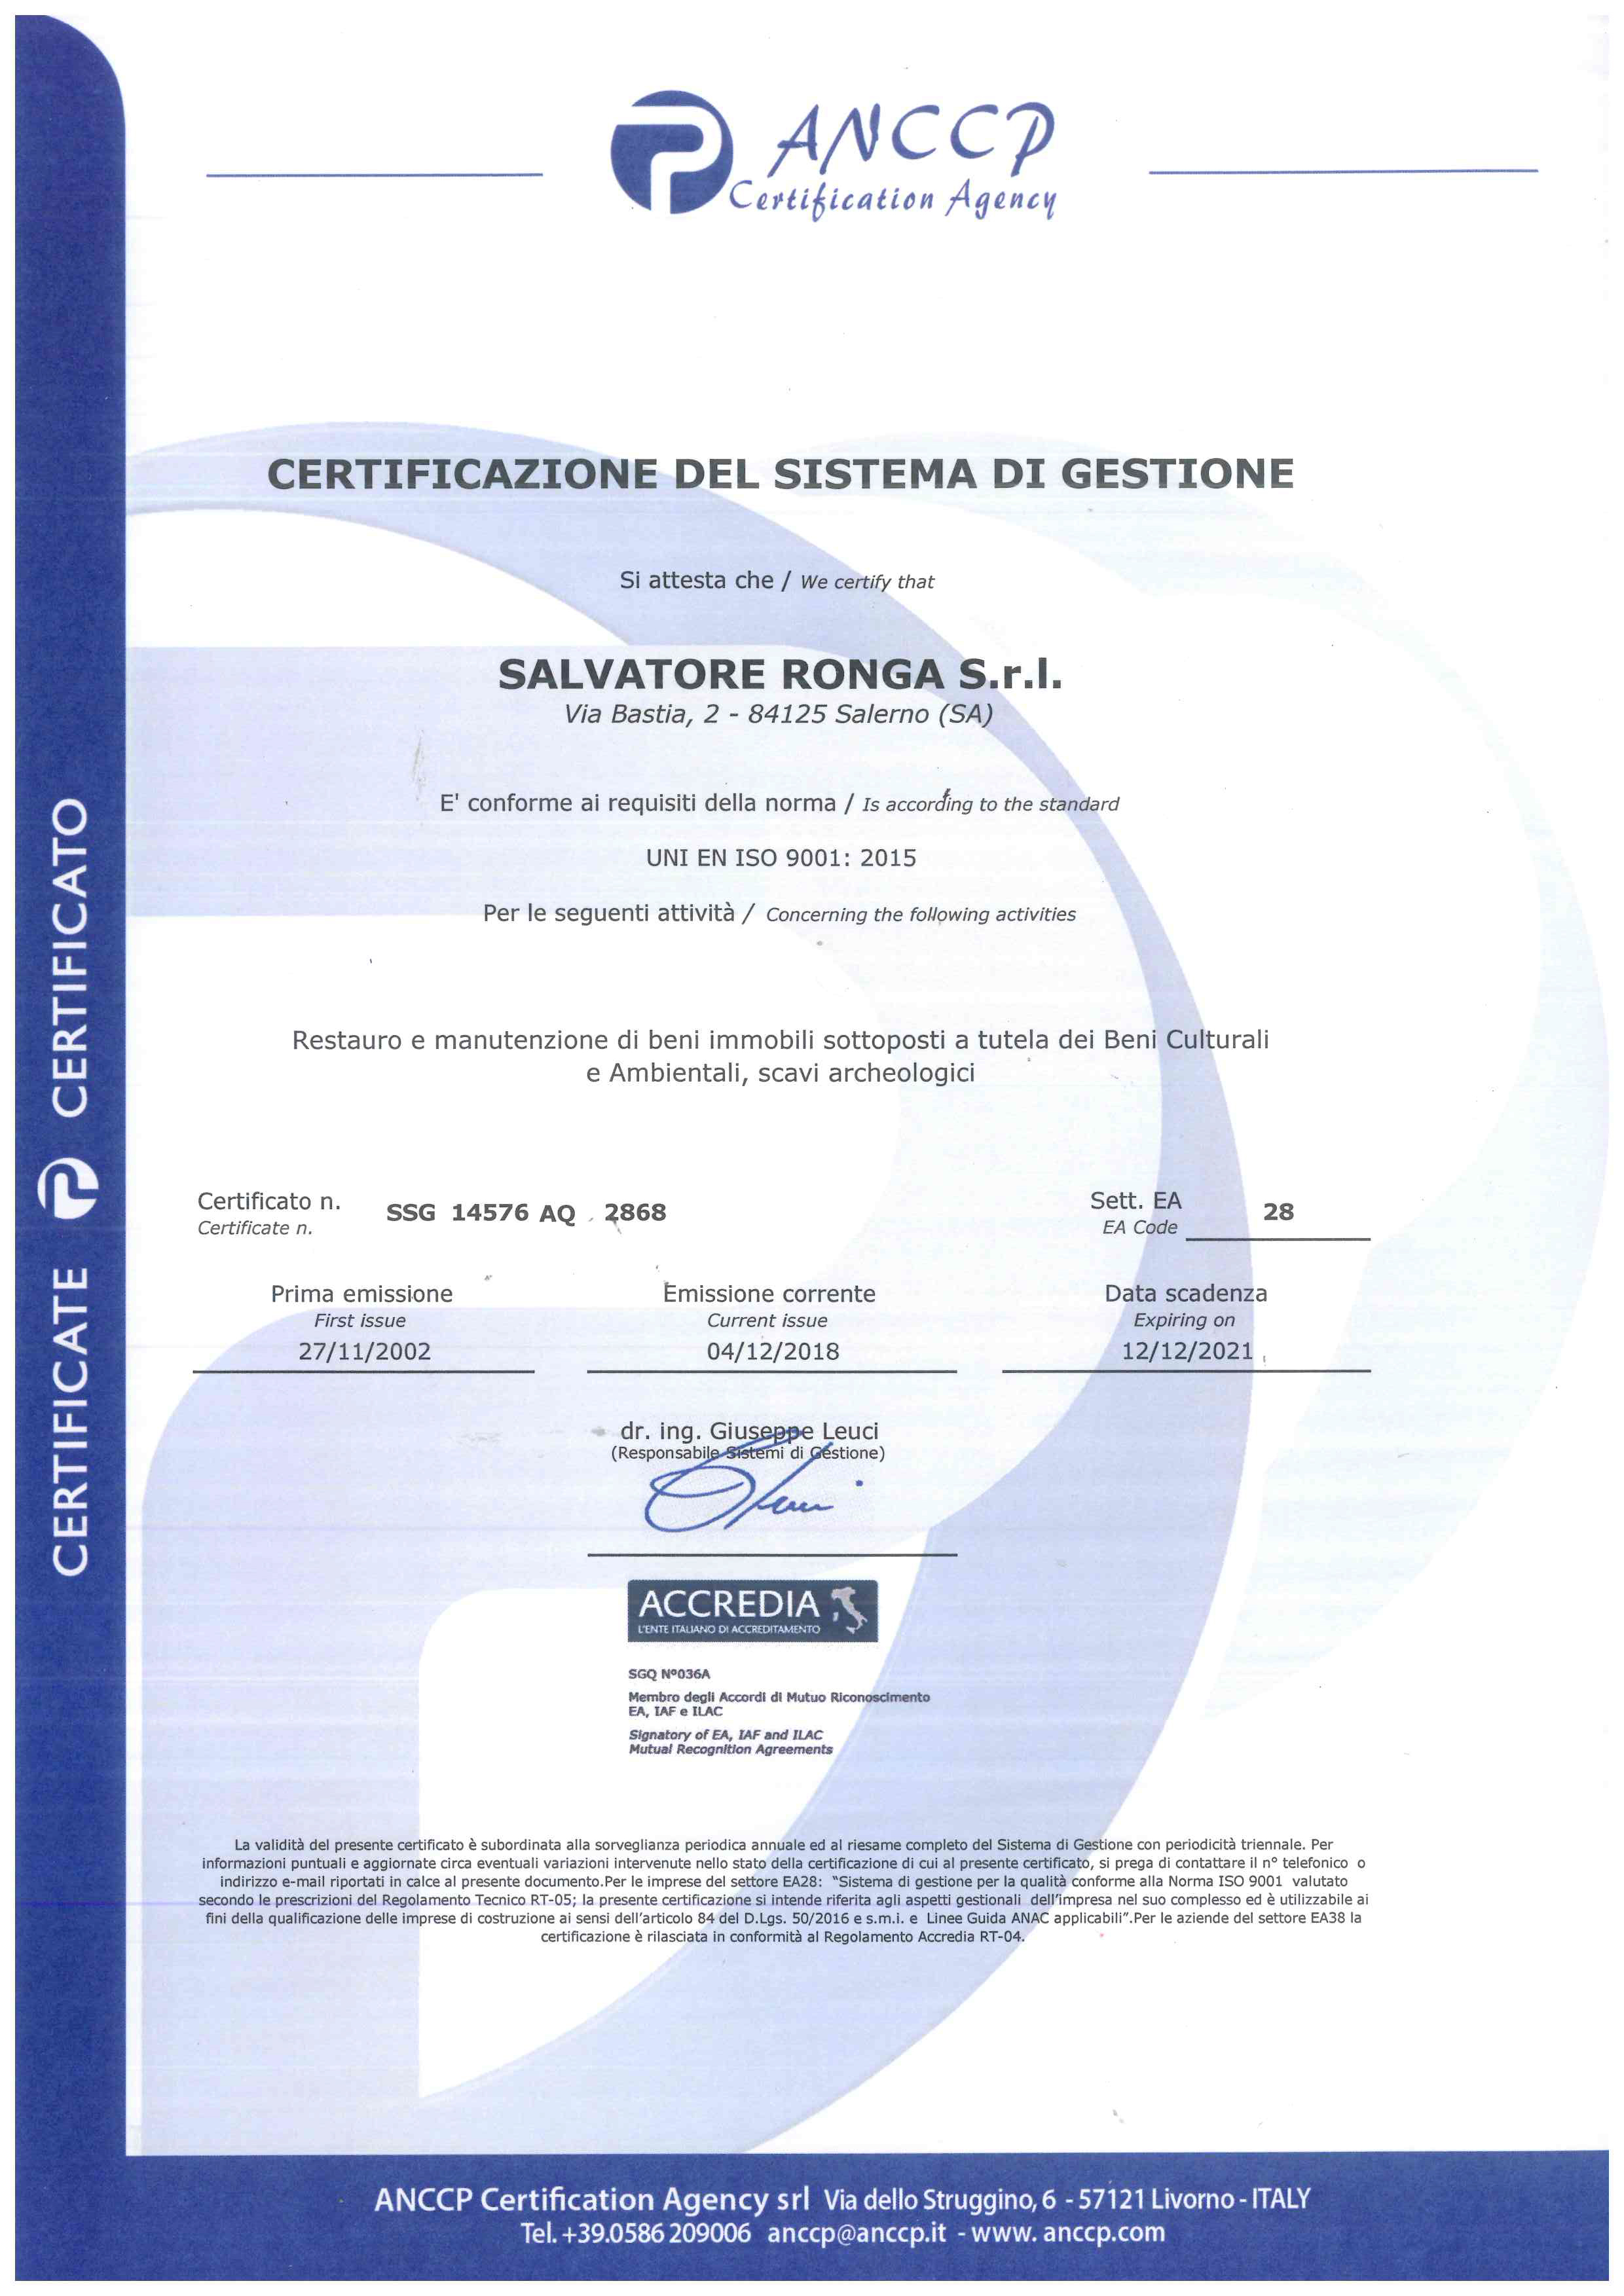 ANCCP
Certification Agency
CERTIFICAZIONE DEL SISTEMA DI GESTIONE
Si attesta che / We certify that
SALVATORE RONGA S.r.l.
Via Bastia, 2 - 84125 Salerno (SA)
E' conforme ai requisiti della norma / Is according to the standard
UNI EN ISO 9001: 2015
Per le seguenti attività / Concerning the following activities
Restauro e manutenzione di beni immobili sottoposti a tutela dei Beni Culturali
e Ambientali, scavi archeologici
Certificato n. SSG 14576 AQ 2868 Sett. EA 28
Certificate n. EA Code
Prima emissione Emissione corrente Data scadenza
First issue Current issue Expiring on
27/11/2002 04/12/2018 12/12/2021
dr. ing. Giuseppe Leuci
(Responsabile Sistemi di Gestione)
ACCREDIA
L'ENTE ITALIANO DI ACCREDITAMENTO
SGQ N°036A
Membro degli Accordi di Mutuo Riconoscimento
EA, IAF e ILAC
Signatory of EA, IAF and ILAC
Mutual Recognition Agreements
La validità del presente certificato è subordinata alla sorveglianza periodica annuale ed al riesame completo del Sistema di Gestione con periodicità triennale. Per
informazioni puntuali e aggiornate circa eventuali variazioni intervenute nello stato della certificazione di cui al presente certificato, si prega di contattare il n° telefonico o
indirizzo e-mail riportati in calce al presente documento.Per le imprese del settore EA28: "Sistema di gestione per la qualità conforme alla Norma ISO 9001 valutato
secondo le prescrizioni del Regolamento Tecnico RT-05; la presente certificazione si intende riferita agli aspetti gestionali dell'impresa nel suo complesso ed è utilizzabile ai
fini della qualificazione delle imprese di costruzione ai sensi dell'articolo 84 del D.Lgs. 50/2016 e s.m.i. e Linee Guida ANAC applicabili".Per le aziende del settore EA38 la
certificazione è rilasciata in conformità al Regolamento Accredia RT-04.
CERTIFICATE CERTIFICATO
ANCCP Certification Agency srl Via dello Struggino, 6 - 57121 Livorno - ITALY
Tel. +39.0586 209006 anccp@anccp.it - www. anccp.com